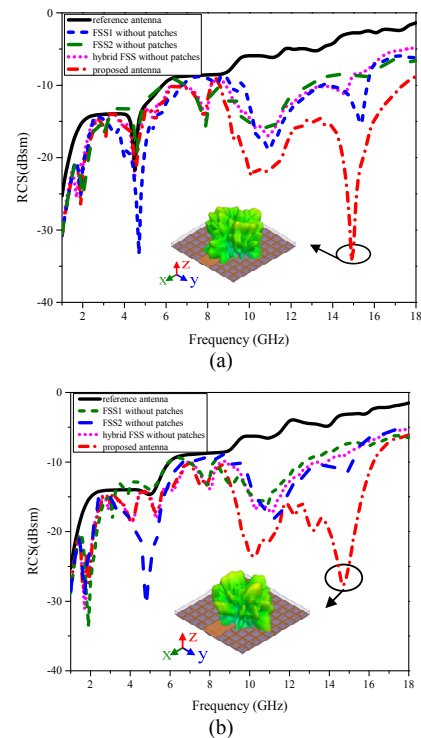 0
-10
-20
-30
-40
RCS(dBsm)
reference antenna
FSS1 without patches
FSS2 without patches
hybrid FSS without patches
proposed antenna
z
x
y
2 4 6 8 10 12 14 16 18
Frequency (GHz)
(a)
0
-10
-20
-30
-40
RCS(dBsm)
reference antenna
FSS1 without patches
FSS2 without patches
hybrid FSS without patches
proposed antenna
z
x
y
2 4 6 8 10 12 14 16 18
Frequency (GHz)
(b)